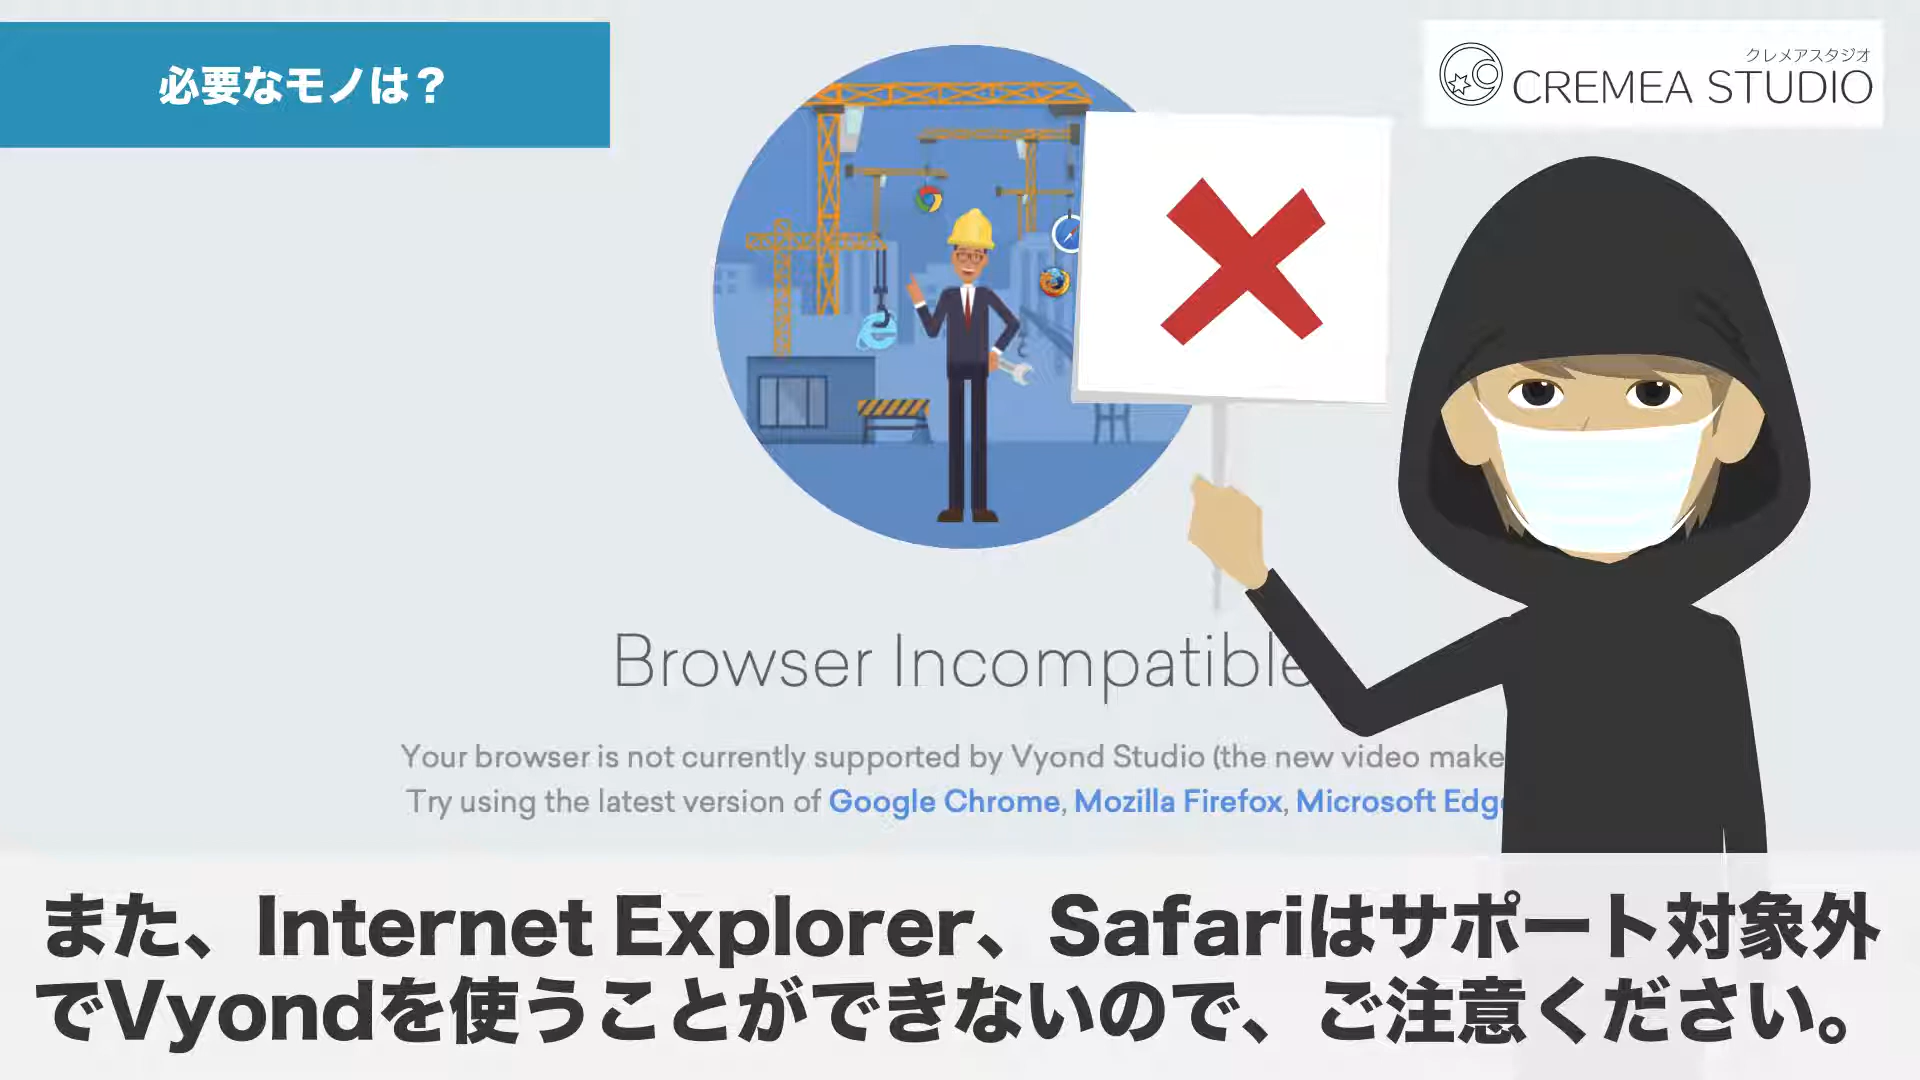 必要なモノは？
クレメアスタジオ
CREMEA STUDIO
Browser Incompatible
Your browser is not currently supported by Vyond Studio (the new video make
Try using the latest version of Google Chrome, Mozilla Firefox, Microsoft Edge
また、Internet Explorer、Safariはサポート対象外
でVyondを使うことができないので、ご注意ください。